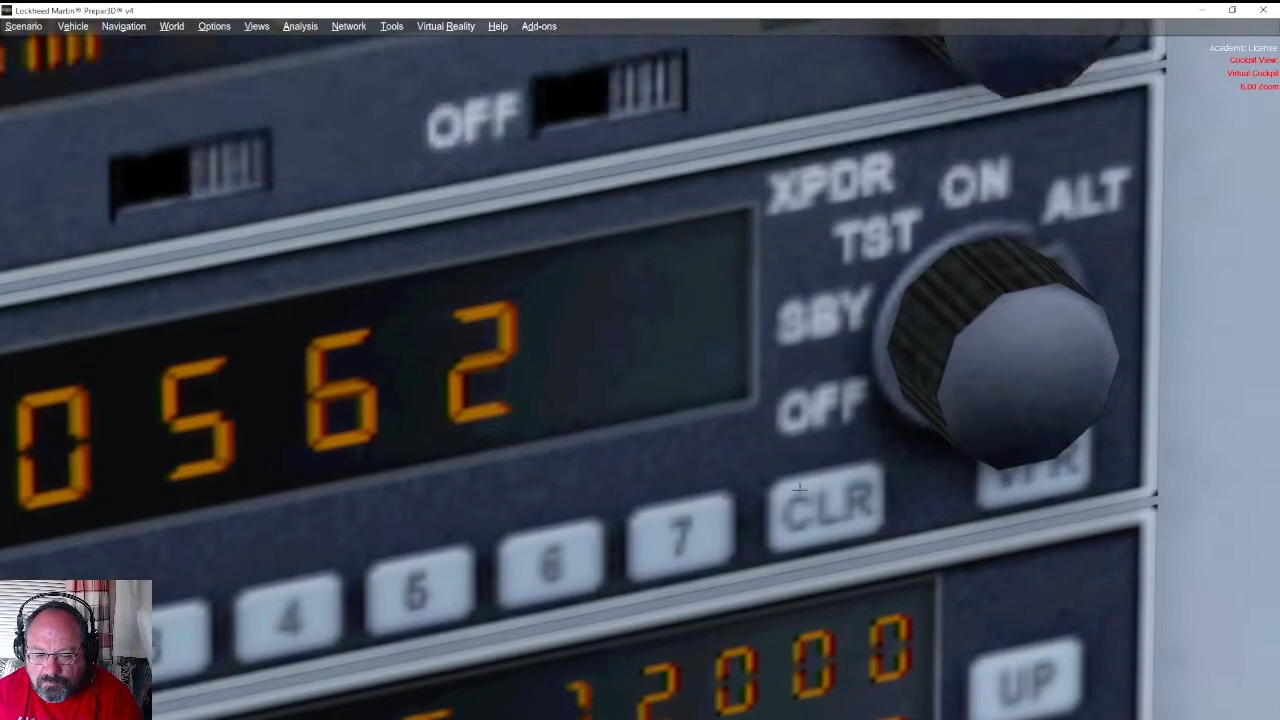 Lockheed Martin® Prepar3D® v4
Scenario Vehicle Navigation World Options Views Analysis Network Tools Virtual Reality Help Add-ons
Academic License
Cockpit View:
Virtual Cockpit
6.00 Zoom
OFF
XPDR
TST
ON
ALT
SBY
OFF
0562
4 5 6 7 CLR
2000
UP